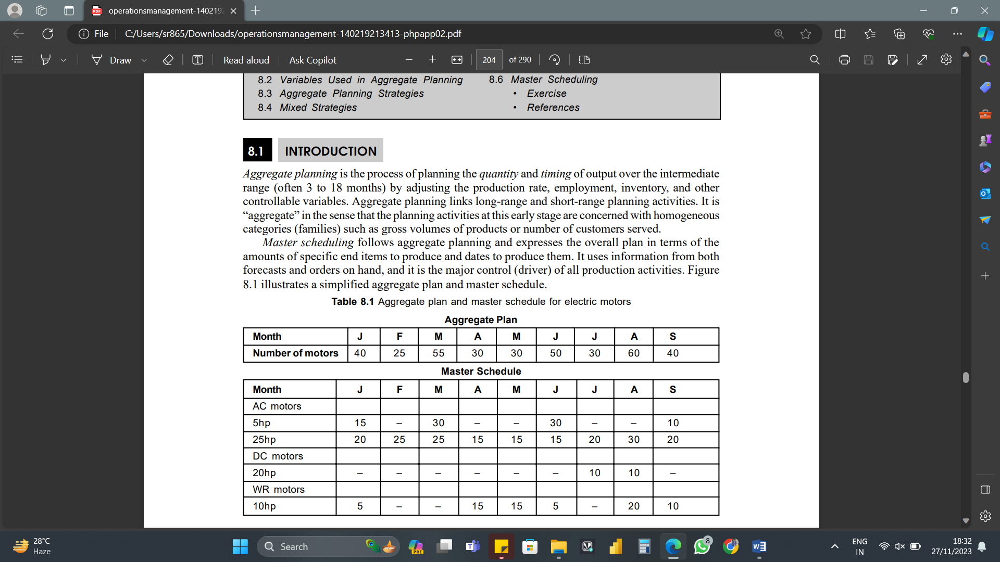 operationsmanagement-140219
File
C:/Users/sr865/Downloads/operationsmanagement-140219213413-phpapp02.pdf
Draw
Read aloud
Ask Copilot
204 of 290
8.2 Variables Used in Aggregate Planning
8.3 Aggregate Planning Strategies
8.4 Mixed Strategies
8.6 Master Scheduling
• Exercise
• References
8.1 INTRODUCTION
Aggregate planning is the process of planning the quantity and timing of output over the intermediate
range (often 3 to 18 months) by adjusting the production rate, employment, inventory, and other
controllable variables. Aggregate planning links long-range and short-range planning activities. It is
“aggregate” in the sense that the planning activities at this early stage are concerned with homogeneous
categories (families) such as gross volumes of products or number of customers served.
Master scheduling follows aggregate planning and expresses the overall plan in terms of the
amounts of specific end items to produce and dates to produce them. It uses information from both
forecasts and orders on hand, and it is the major control (driver) of all production activities. Figure
8.1 illustrates a simplified aggregate plan and master schedule.
Table 8.1 Aggregate plan and master schedule for electric motors
Aggregate Plan
Month J F M A M J J A S
Number of motors 40 25 55 30 30 50 30 60 40
Master Schedule
Month J F M A M J J A S
AC motors
5hp 15 – 30 – – 30 – – 10
25hp 20 25 25 15 15 15 20 30 20
DC motors
20hp – – – – – – 10 10 –
WR motors
10hp 5 – – 15 15 5 – 20 10
28°C
Haze
Search
PRE
8
ENG
IN
18:32
27/11/2023